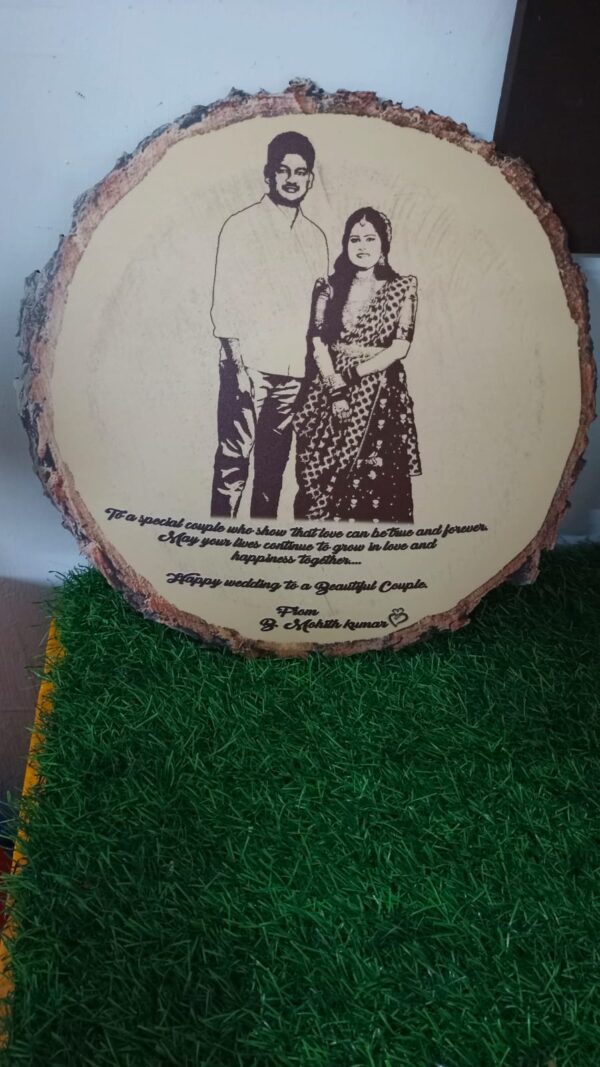 To a special couple who show that love can be true and forever.
May your lives continue to grow in love and
happiness together....
Happy wedding to a Beautiful Couple.
From
B. Mohith kumar